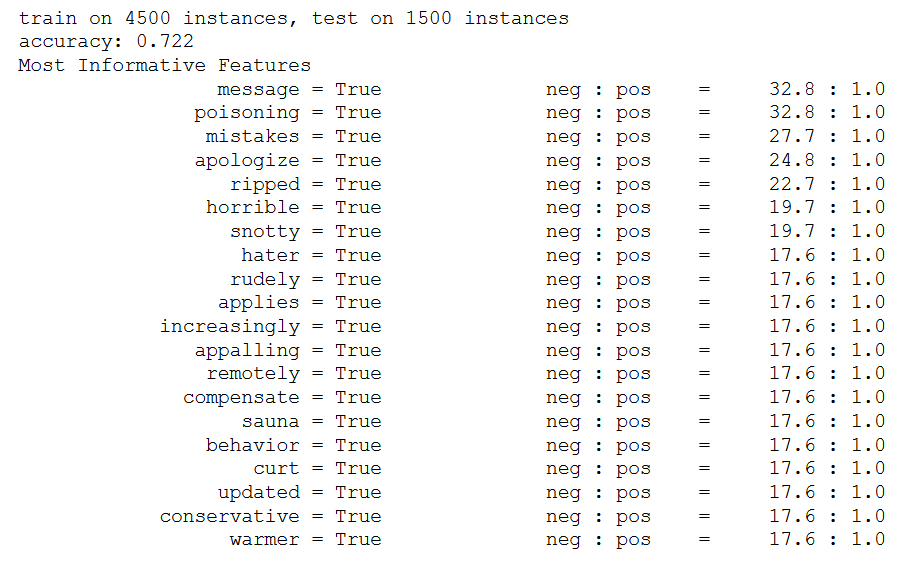 train on 4500 instances, test on 1500 instances
accuracy: 0.722
Most Informative Features
message = True neg : pos = 32.8 : 1.0
poisoning = True neg : pos = 32.8 : 1.0
mistakes = True neg : pos = 27.7 : 1.0
apologize = True neg : pos = 24.8 : 1.0
ripped = True neg : pos = 22.7 : 1.0
horrible = True neg : pos = 19.7 : 1.0
snotty = True neg : pos = 19.7 : 1.0
hater = True neg : pos = 17.6 : 1.0
rudely = True neg : pos = 17.6 : 1.0
applies = True neg : pos = 17.6 : 1.0
increasingly = True neg : pos = 17.6 : 1.0
appalling = True neg : pos = 17.6 : 1.0
remotely = True neg : pos = 17.6 : 1.0
compensate = True neg : pos = 17.6 : 1.0
sauna = True neg : pos = 17.6 : 1.0
behavior = True neg : pos = 17.6 : 1.0
curt = True neg : pos = 17.6 : 1.0
updated = True neg : pos = 17.6 : 1.0
conservative = True neg : pos = 17.6 : 1.0
warmer = True neg : pos = 17.6 : 1.0